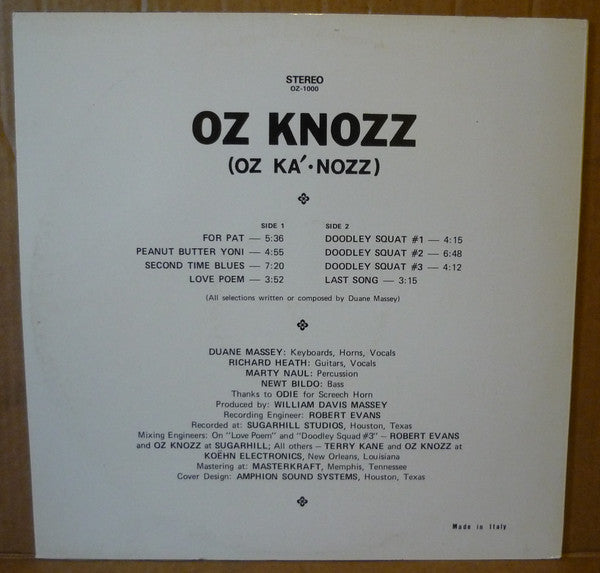 STEREO
OZ-1000
OZ KNOZZ
(OZ KA′·NOZZ)
SIDE 1
FOR PAT — 5:36
PEANUT BUTTER YONI — 4:55
SECOND TIME BLUES — 7:20
LOVE POEM — 3:52
SIDE 2
DOODLEY SQUAT #1 — 4:15
DOODLEY SQUAT #2 — 6:48
DOODLEY SQUAT #3 — 4:12
LAST SONG — 3:15
(All selections written or composed by Duane Massey)
DUANE MASSEY: Keyboards, Horns, Vocals
RICHARD HEATH: Guitars, Vocals
MARTY NAUL: Percussion
NEWT BILDO: Bass
Thanks to ODIE for Screech Horn
Produced by: WILLIAM DAVIS MASSEY
Recording Engineer: ROBERT EVANS
Recorded at: SUGARHILL STUDIOS, Houston, Texas
Mixing Engineers: On "Love Poem" and "Doodley Squad #3" — ROBERT EVANS
and OZ KNOZZ at SUGARHILL; All others — TERRY KANE and OZ KNOZZ at
KOËHN ELECTRONICS, New Orleans, Louisiana
Mastering at: MASTERKRAFT, Memphis, Tennessee
Cover Design: AMPHION SOUND SYSTEMS, Houston, Texas
Made in Italy